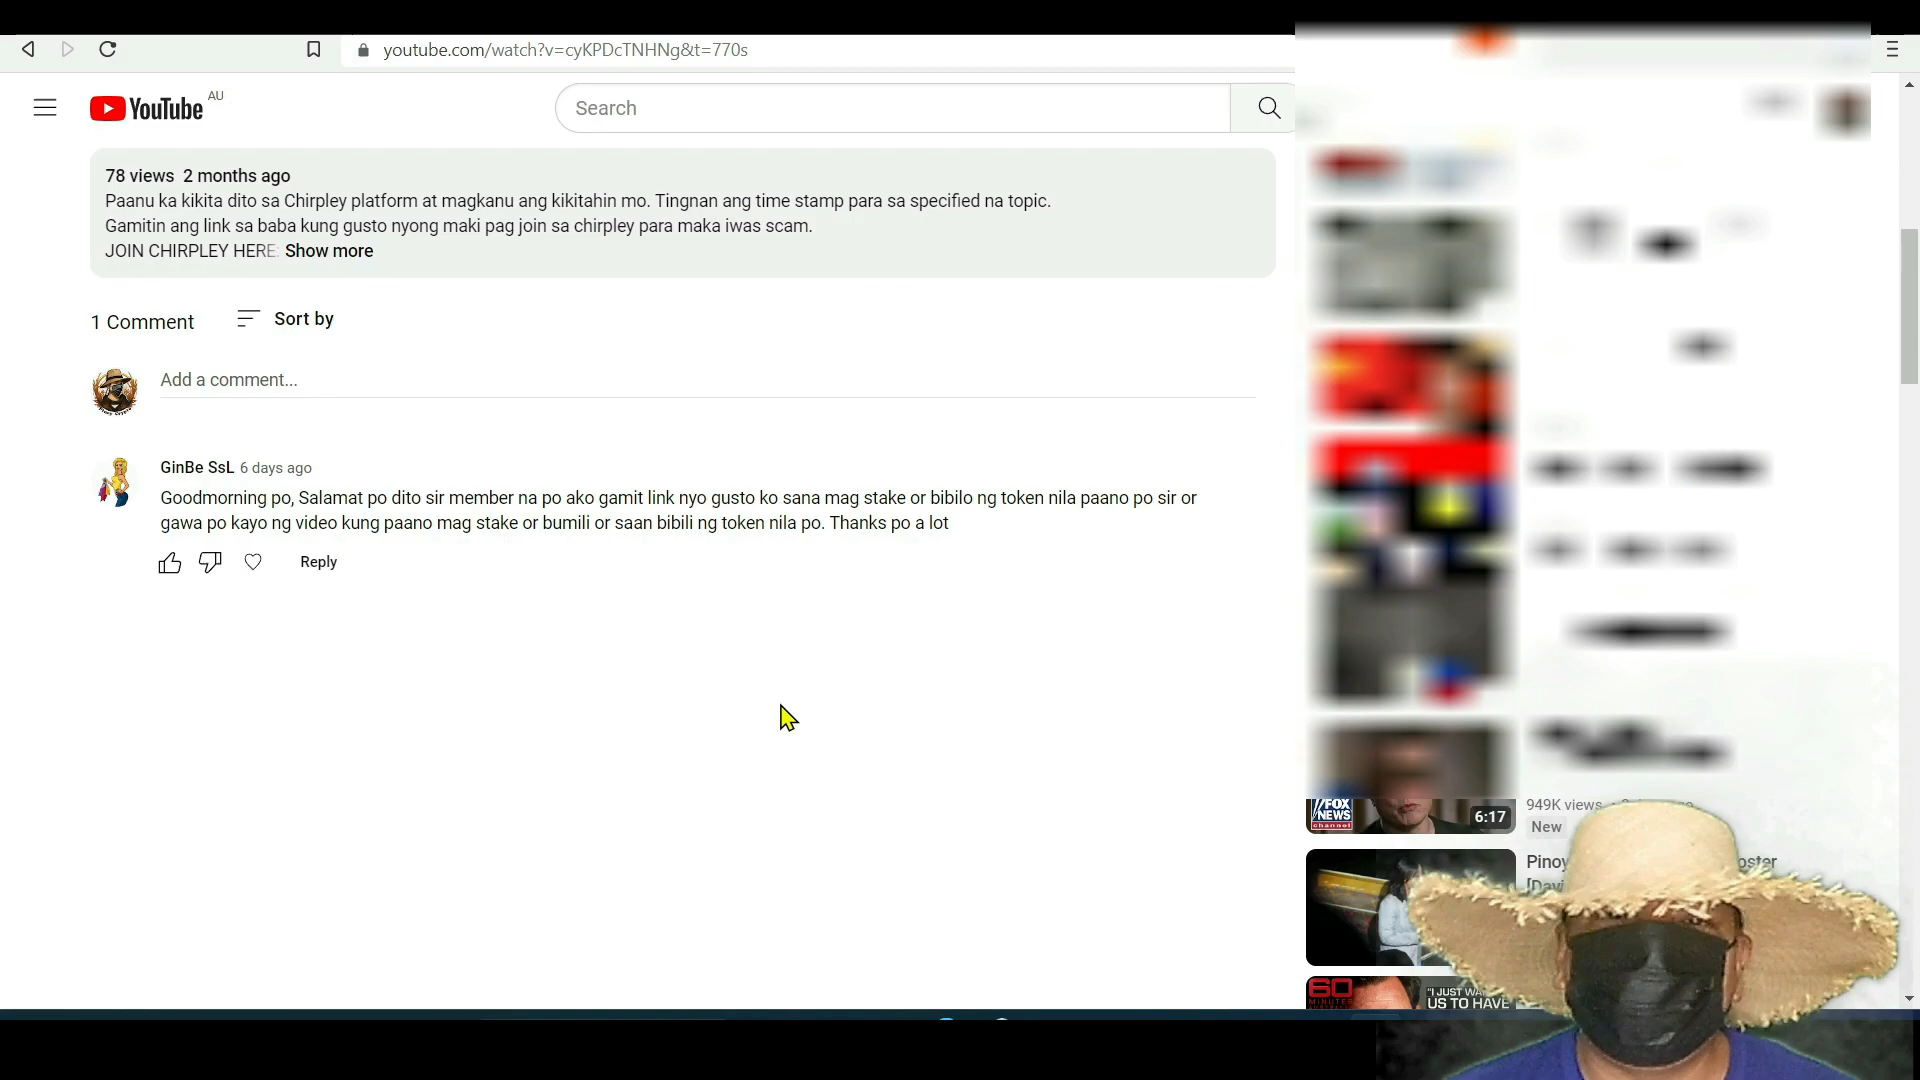 youtube.com/watch?v=cyKPDcTNHNg&t=770s
YouTube AU
Search
78 views 2 months ago
Paanu ka kikita dito sa Chirpley platform at magkanu ang kikitahin mo. Tingnan ang time stamp para sa specified na topic.
Gamitin ang link sa baba kung gusto nyong maki pag join sa chirpley para maka iwas scam.
JOIN CHIRPLEY HERE: Show more
1 Comment Sort by
Add a comment...
GinBe SsL 6 days ago
Goodmorning po, Salamat po dito sir member na po ako gamit link nyo gusto ko sana mag stake or bibilo ng token nila paano po sir or
gawa po kayo ng video kung paano mag stake or bumili or saan bibili ng token nila po. Thanks po a lot
Reply
FOX NEWS channel
6:17
949K views
New
Pinoy
60 MINUTES
"I JUST
US TO HAVE